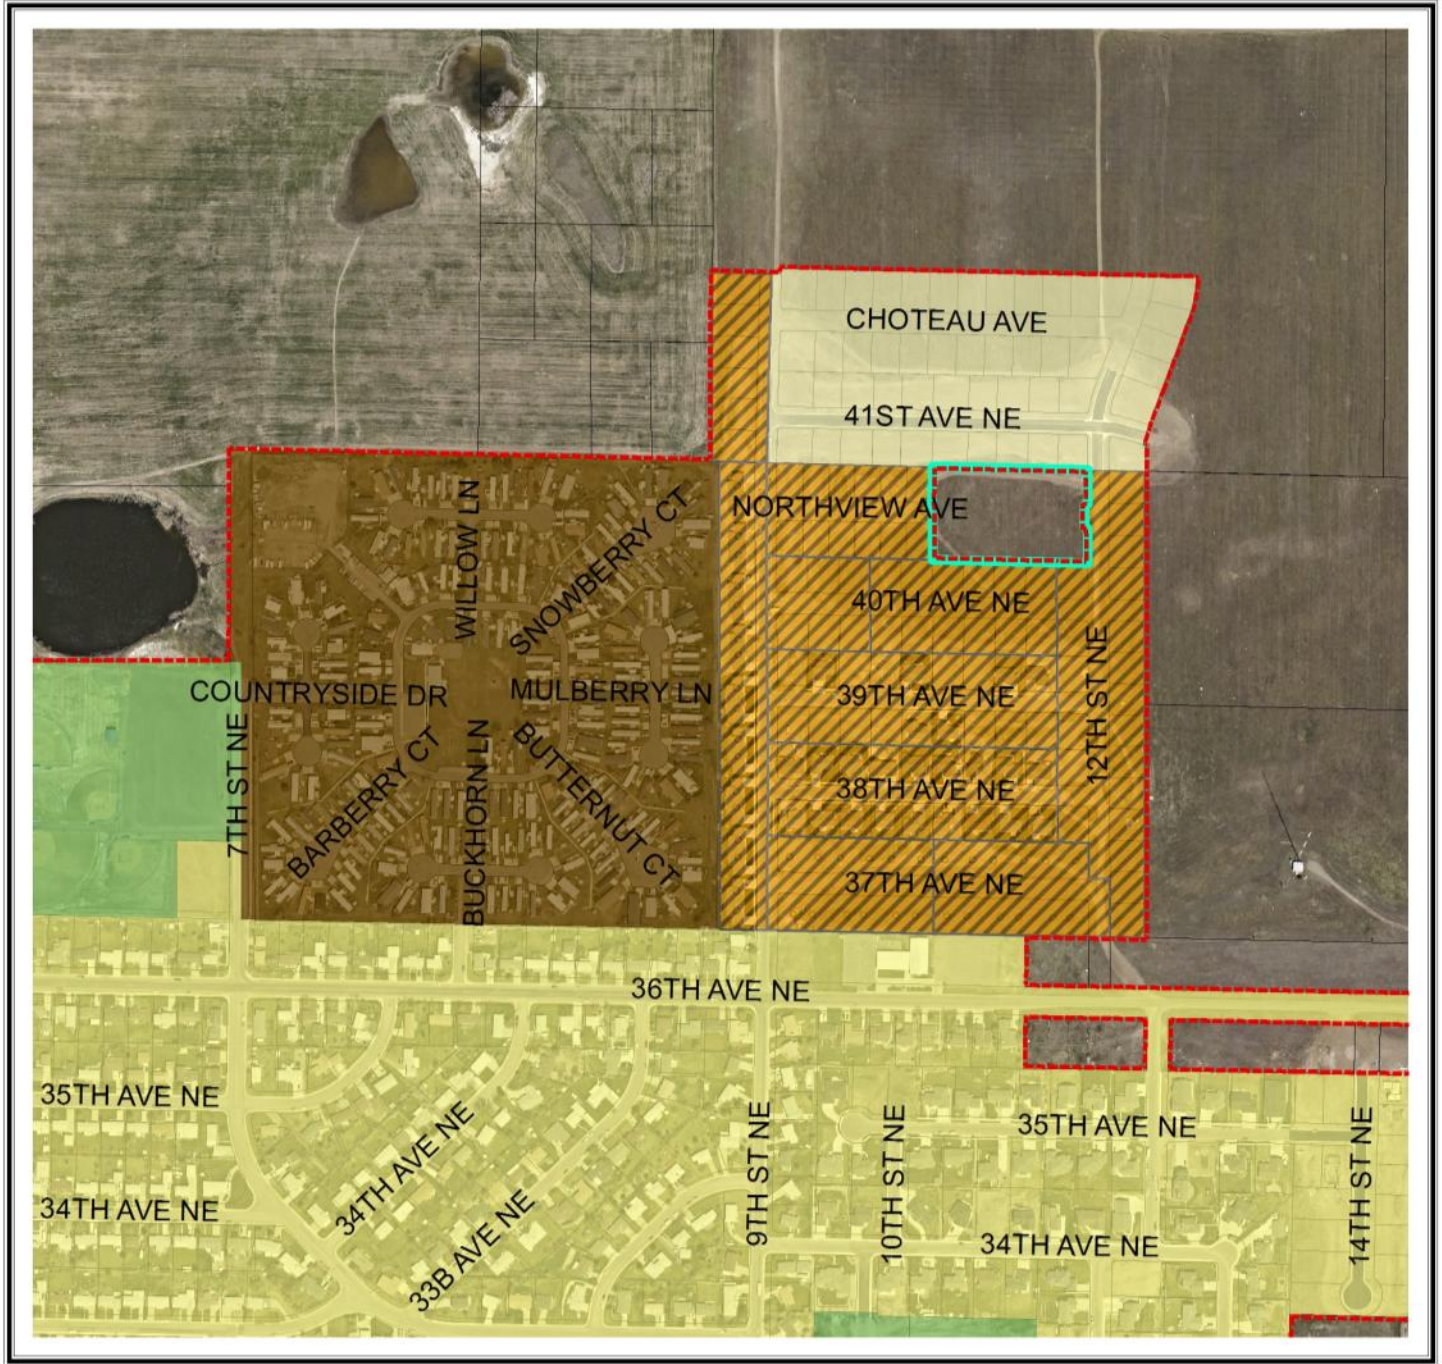 CHOTEAU AVE
41ST AVE NE
NORTHVIEW AVE
WILLOW LN
SNOWBERRY CT
40TH AVE NE
COUNTRYSIDE DR
MULBERRY LN
39TH AVE NE
12TH ST NE
7TH ST NE
BARBERRY CT
BUCKHORN LN
BUTTERNUT CT
38TH AVE NE
37TH AVE NE
36TH AVE NE
35TH AVE NE
34TH AVE NE
9TH ST NE
10TH ST NE
35TH AVE NE
14TH ST NE
34TH AVE NE
33B AVE NE
34TH AVE NE